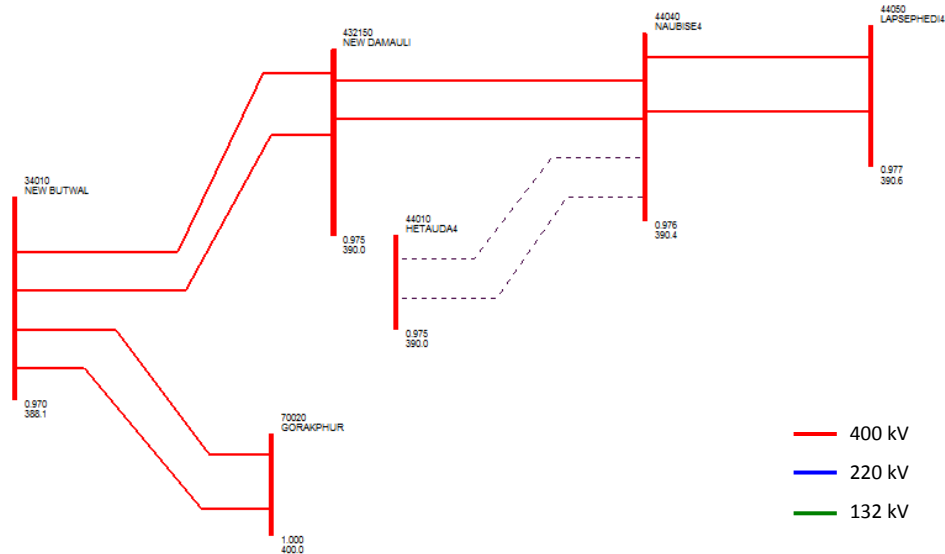 44050
LAPSEPHEDI4
432150
NEW DAMAULI
44040
NAUBISE4
34010
NEW BUTWAL
0.977
390.6
44010
HETAUDA4
0.976
390.4
0.975
390.0
0.975
390.0
0.970
388.1
70020
GORAKPHUR
1.000
400.0
400 kV
220 kV
132 kV